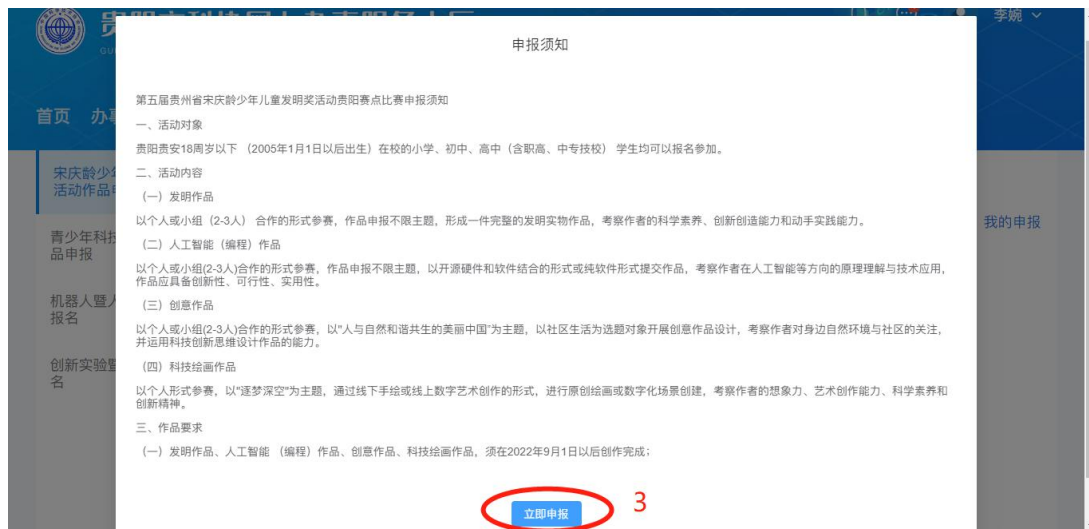 李婉
申报须知
第五届贵州省宋庆龄少年儿童发明奖活动贵阳赛点比赛申报须知
首页 办事
一、活动对象
贵阳贵安18周岁以下 （2005年1月1日以后出生）在校的小学、初中、高中（含职高、中专技校） 学生均可以报名参加。
宋庆龄少年
活动作品申
二、活动内容
（一）发明作品
以个人或小组（2-3人） 合作的形式参赛，作品申报不限主题，形成一件完整的发明实物作品，考察作者的科学素养、创新创造能力和动手实践能力。
我的申报
青少年科技
品申报
（二）人工智能（编程）作品
以个人或小组(2-3人)合作的形式参赛，作品申报不限主题，以开源硬件和软件结合的形式或纯软件形式提交作品，考察作者在人工智能等方向的原理理解与技术应用，
作品应具备创新性、可行性、实用性。
机器人暨人
报名
（三）创意作品
以个人或小组(2-3人)合作的形式参赛，以"人与自然和谐共生的美丽中国"为主题，以社区生活为选题对象开展创意作品设计，考察作者对身边自然环境与社区的关注，
并运用科技创新思维设计作品的能力。
创新实验暨
名
（四）科技绘画作品
以个人形式参赛，以"逐梦深空"为主题，通过线下手绘或线上数字艺术创作的形式，进行原创绘画或数字化场景创建，考察作者的想象力、艺术创作能力、科学素养和
创新精神。
三、作品要求
（一）发明作品、人工智能 （编程）作品、创意作品、科技绘画作品，须在2022年9月1日以后创作完成；
立即申报
3